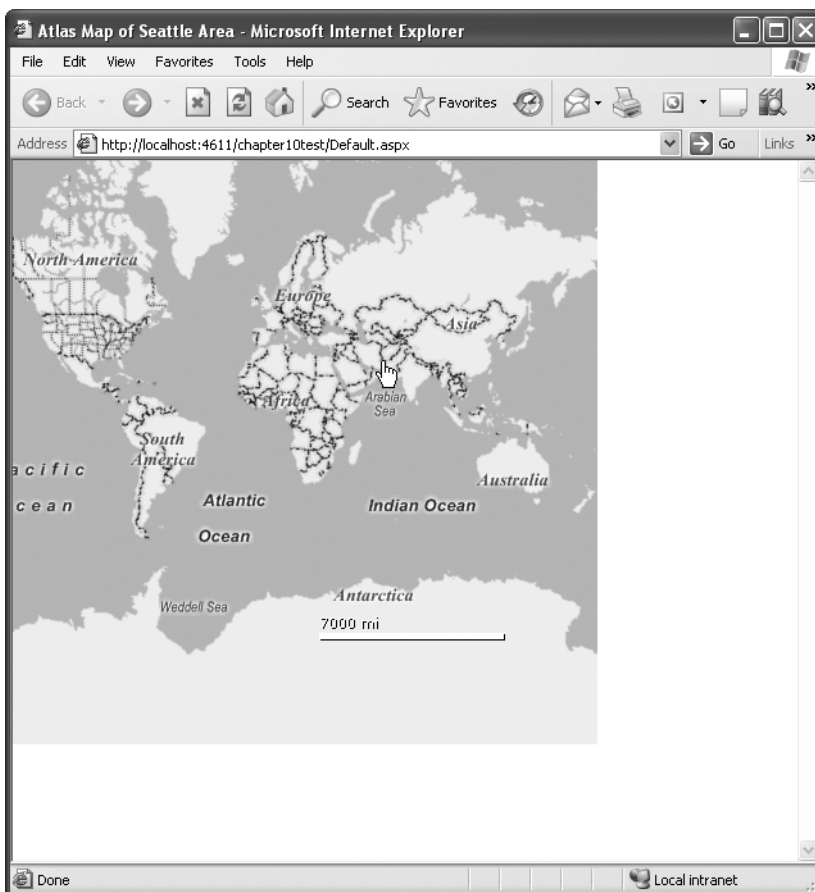 Atlas Map of Seattle Area - Microsoft Internet Explorer
File Edit View Favorites Tools Help
Back Search Favorites
Address http://localhost:4611/chapter10test/Default.aspx Go Links
North America
Europe
Asia
Africa
Arabian
Sea
South
America
acific
cean
Atlantic
Ocean
Indian Ocean
Australia
Weddell Sea
Antarctica
7000 mi
Done Local intranet